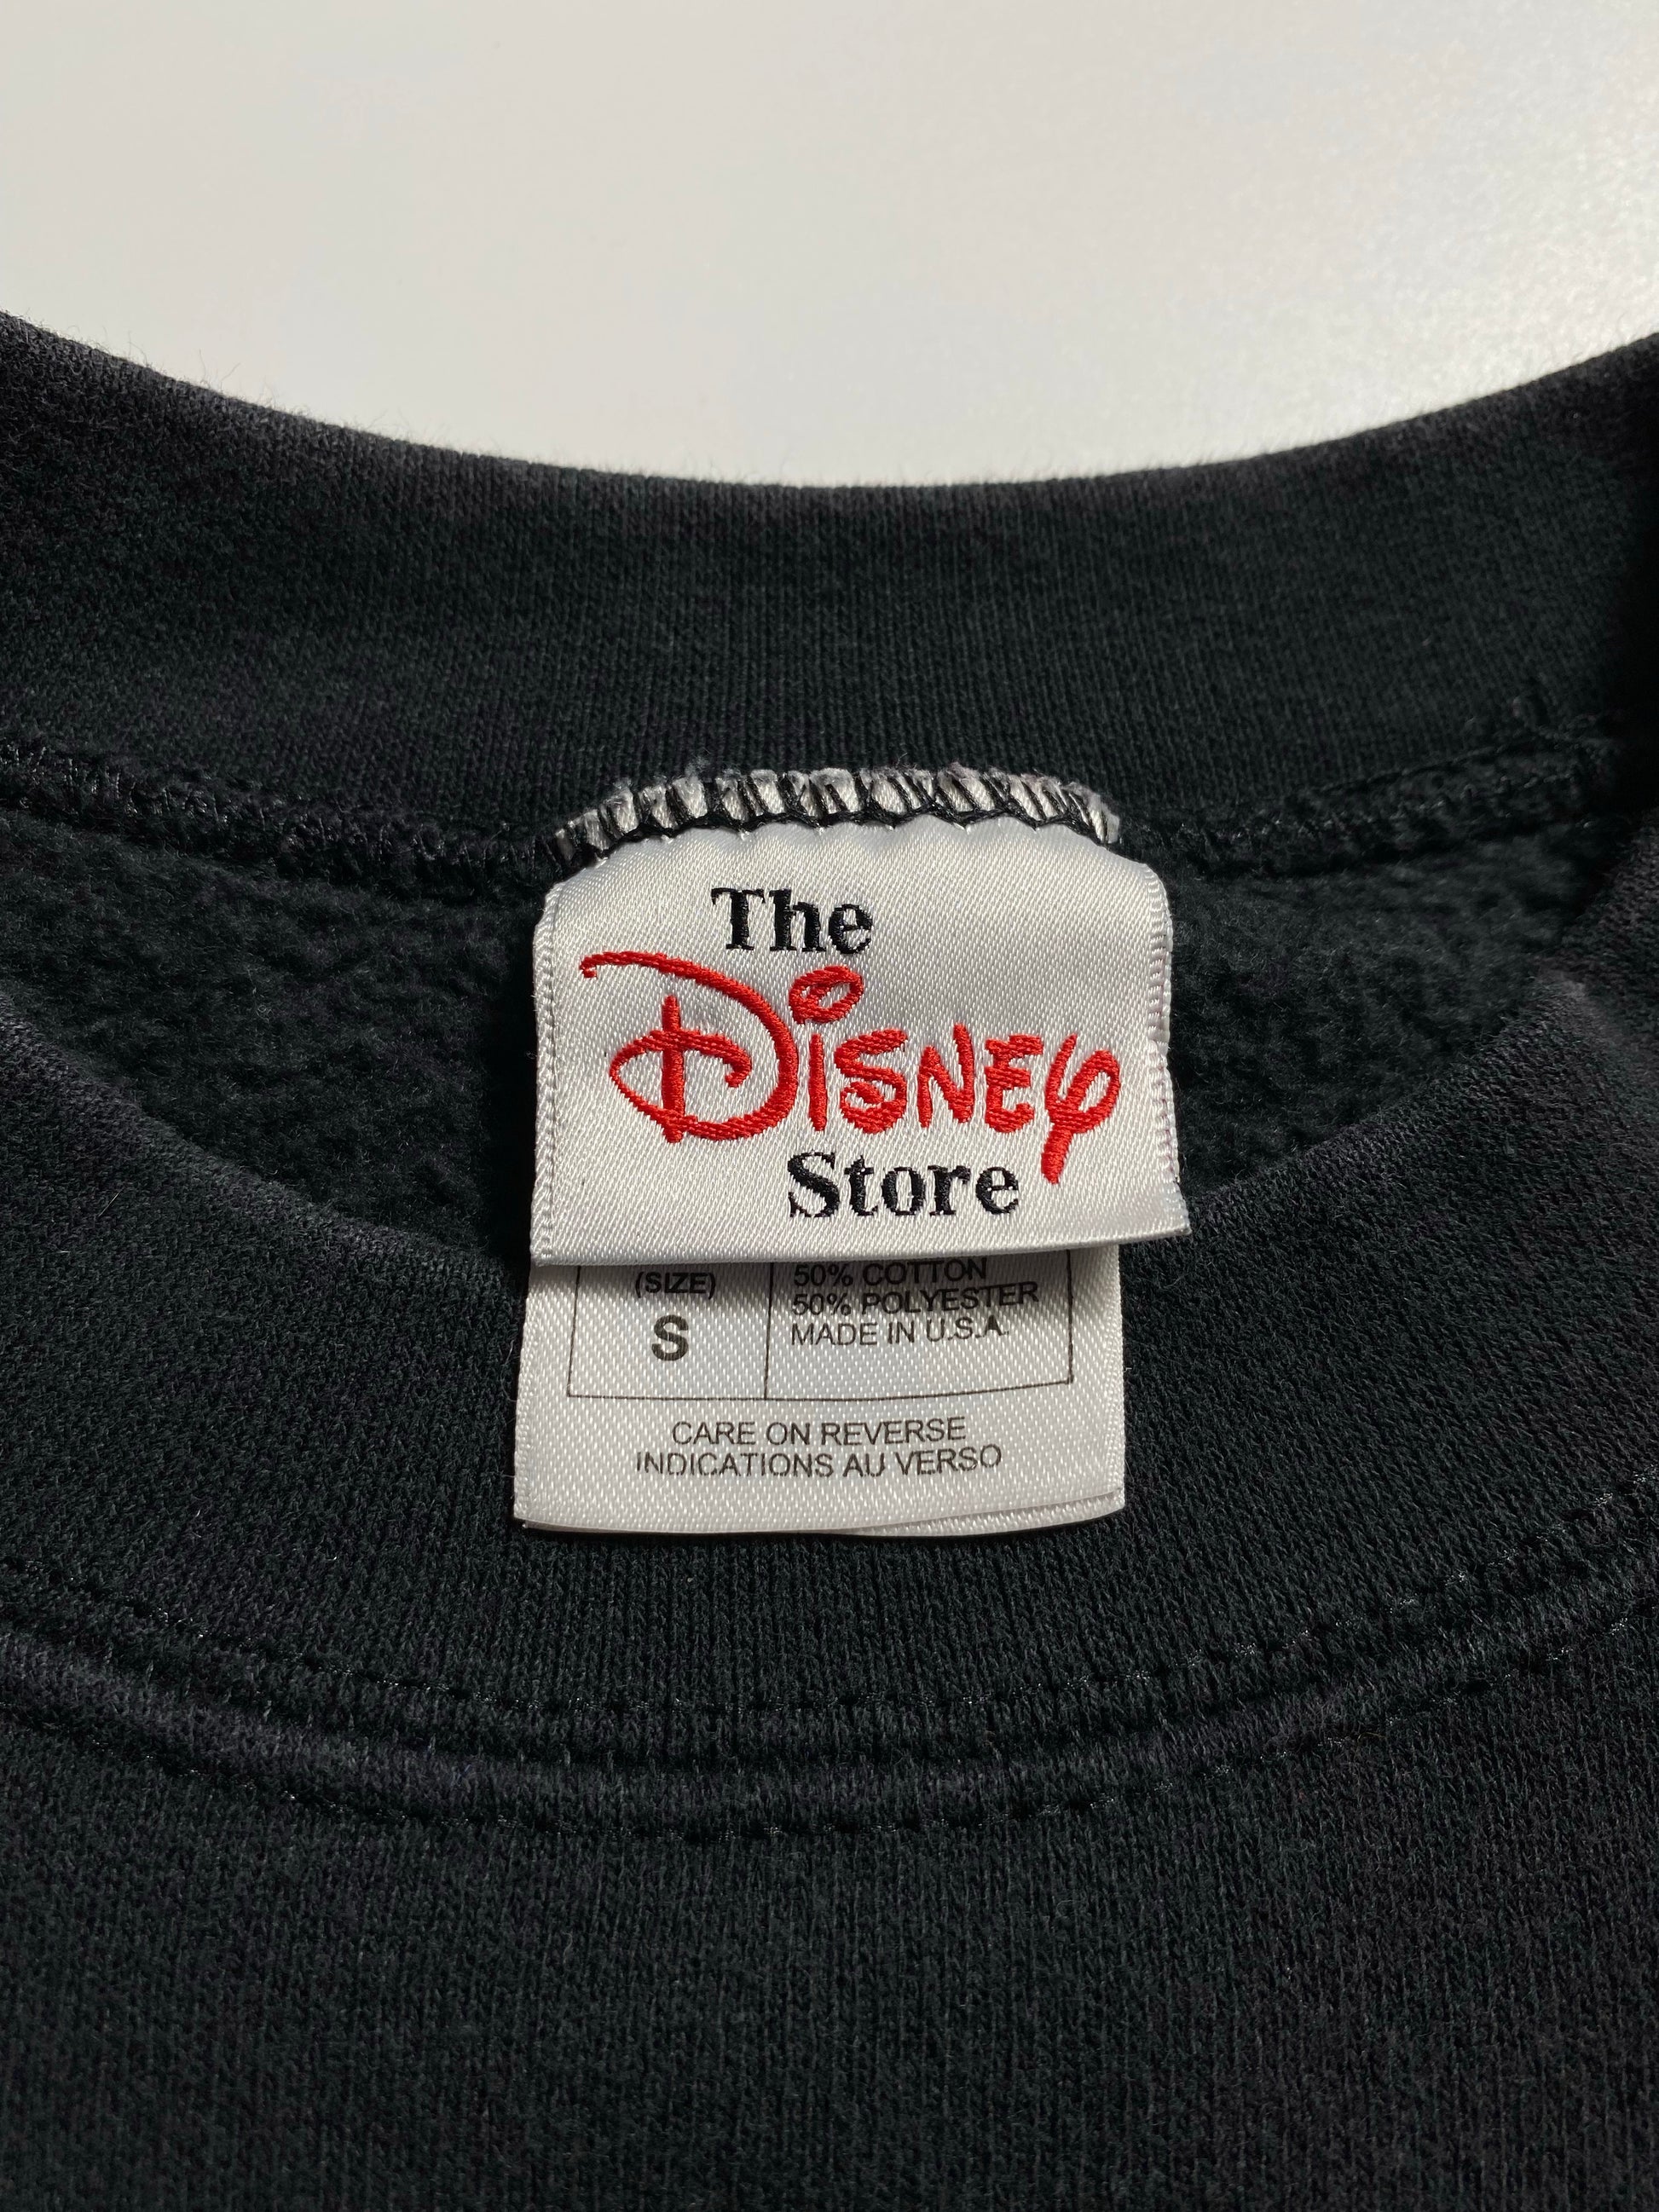 The
Disney
Store
(SIZE)
S
50% COTTON
50% POLYESTER
MADE IN U.S.A.
CARE ON REVERSE
INDICATIONS AU VERSO